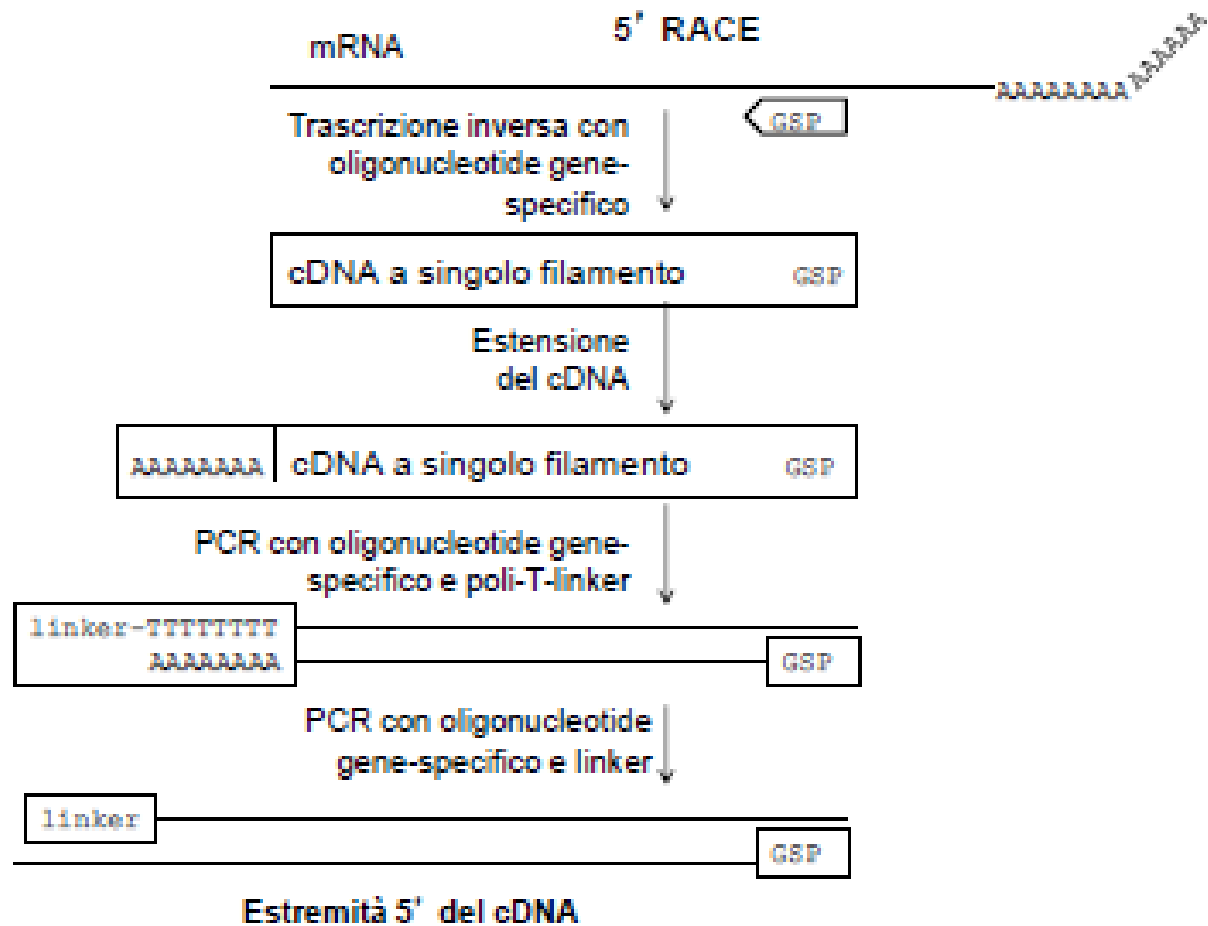 5' RACE
mRNA
AAAAAAAA
AAAAAA
GSP
Trascrizione inversa con
oligonucleotide gene-
specifico
cDNA a singolo filamento GSP
Estensione
del cDNA
AAAAAAAA cDNA a singolo filamento GSP
PCR con oligonucleotide gene-
specifico e poli-T-linker
linker-TTTTTTTT
AAAAAAAA
GSP
PCR con oligonucleotide
gene-specifico e linker
linker
GSP
Estremità 5' del cDNA